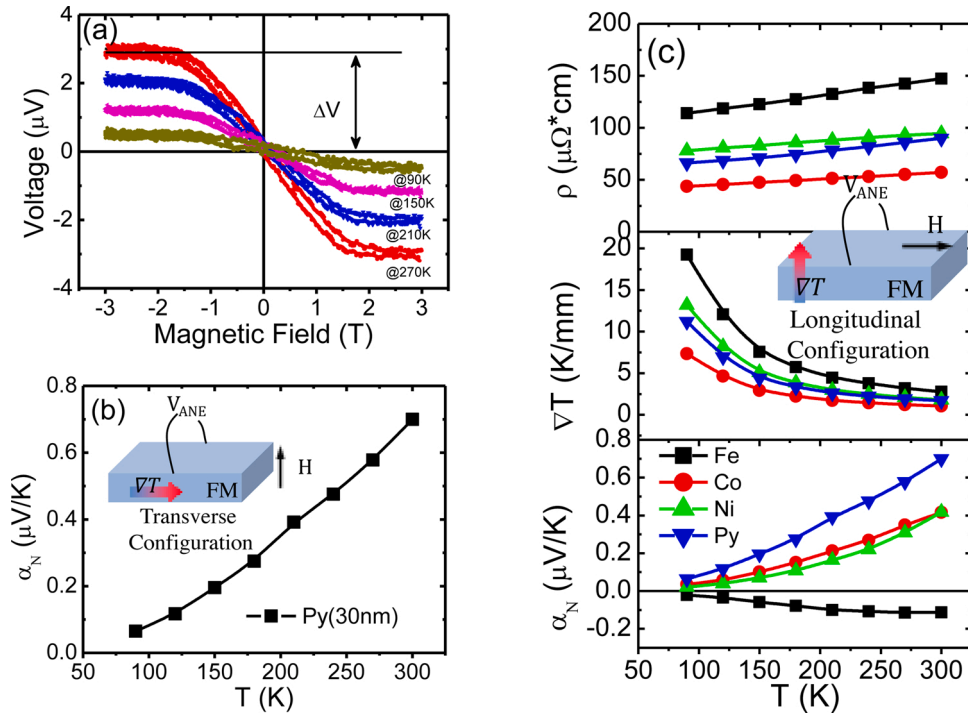 (a)
4
2
0
-2
-4
Voltage (μV)
ΔV
@90K
@150K
@210K
@270K
-3 -2 -1 0 1 2 3
Magnetic Field (T)
(b)
0.8
0.6
0.4
0.2
0.0
α_N (μV/K)
V_ANE
∇T FM
H
Transverse
Configuration
Py(30nm)
50 100 150 200 250 300
T (K)
(c)
200
150
100
50
0
ρ (μΩ*cm)
V_ANE
H
∇T FM
Longitudinal
Configuration
20
15
10
5
0
∇T (K/mm)
0.8
0.6
0.4
0.2
0.0
-0.2
α_N (μV/K)
Fe
Co
Ni
Py
50 100 150 200 250 300
T (K)